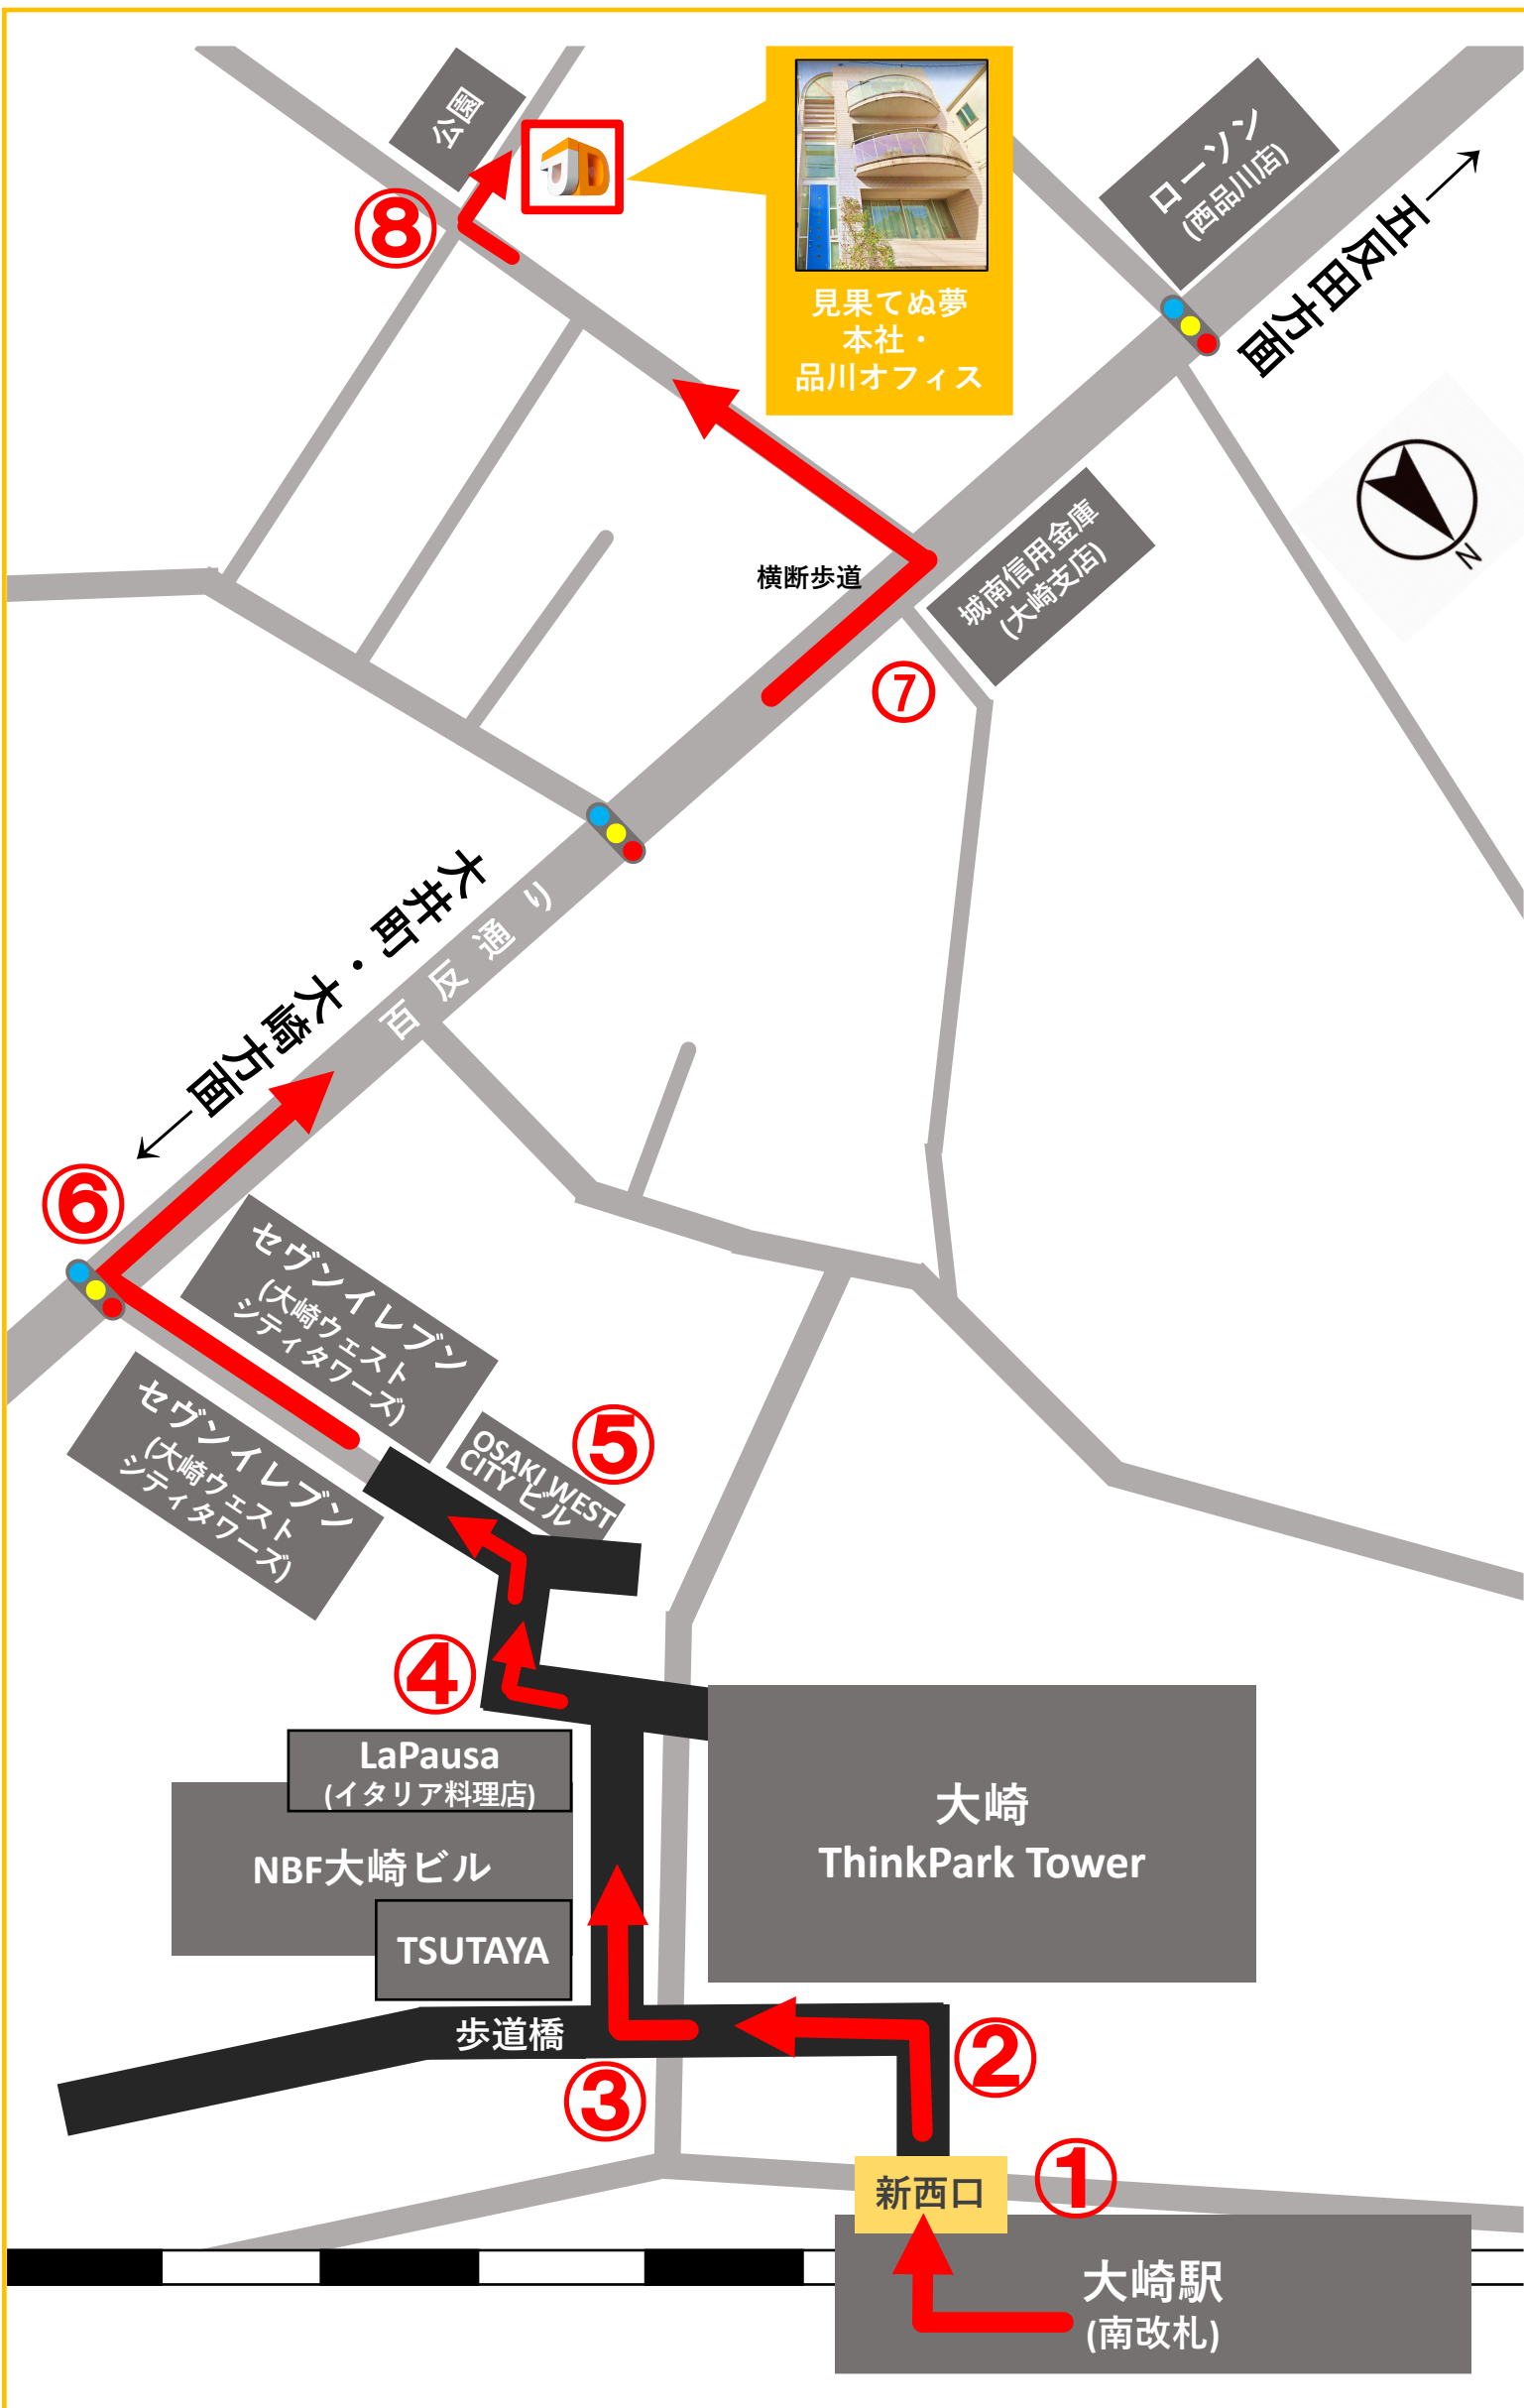 公園
⑧
見果てぬ夢
本社・
品川オフィス
ローソン
(西品川店)
五反田方面
N
横断歩道
城南信用金庫
(大崎支店)
⑦
大井町・大崎方面
百反通り
⑥
セヴンイレブン
(大崎ウェスト
シティタワーズ)
セヴンイレブン
(大崎ウェスト
シティタワーズ)
OSAKI WEST
CITY ビル
⑤
④
LaPausa
(イタリア料理店)
NBF大崎ビル
TSUTAYA
大崎
ThinkPark Tower
歩道橋
③
②
①
新西口
大崎駅
(南改札)